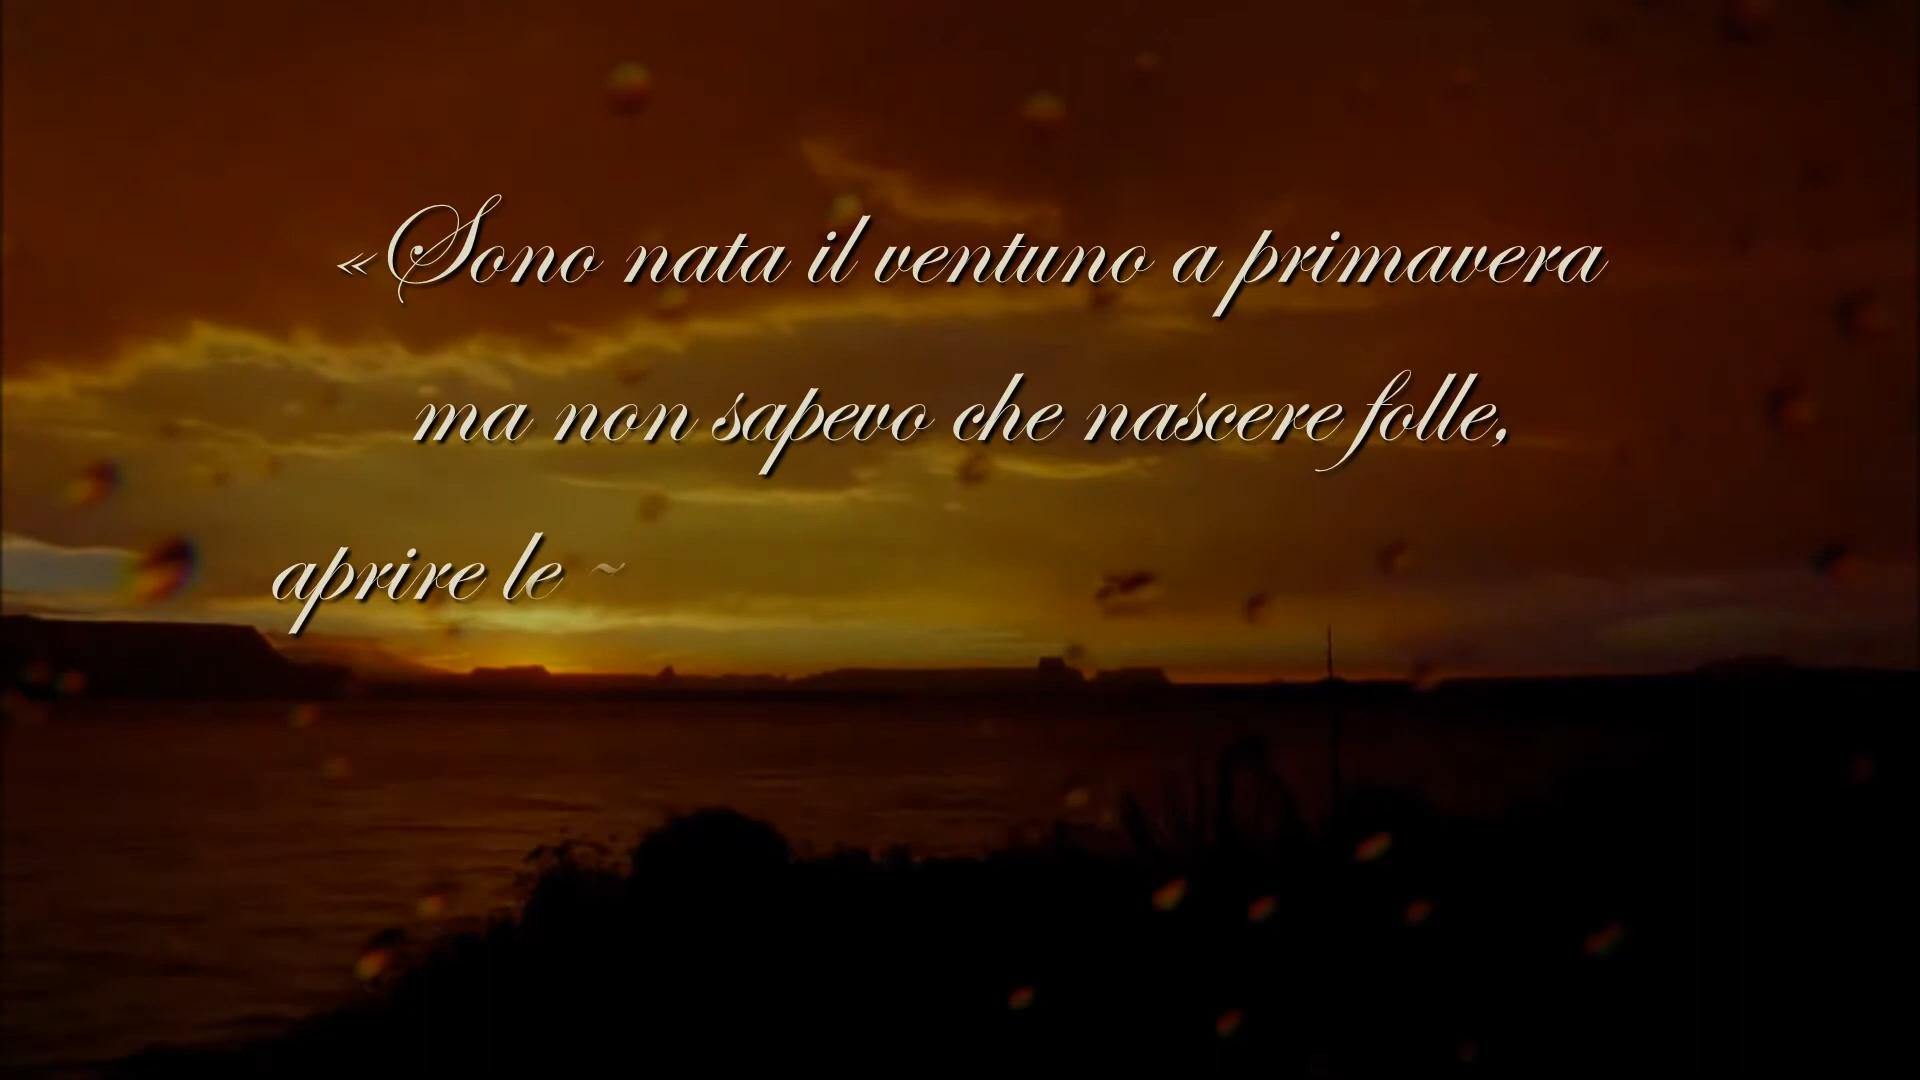 «Sono nata il ventuno a primavera
ma non sapevo che nascere folle,
aprire le ~